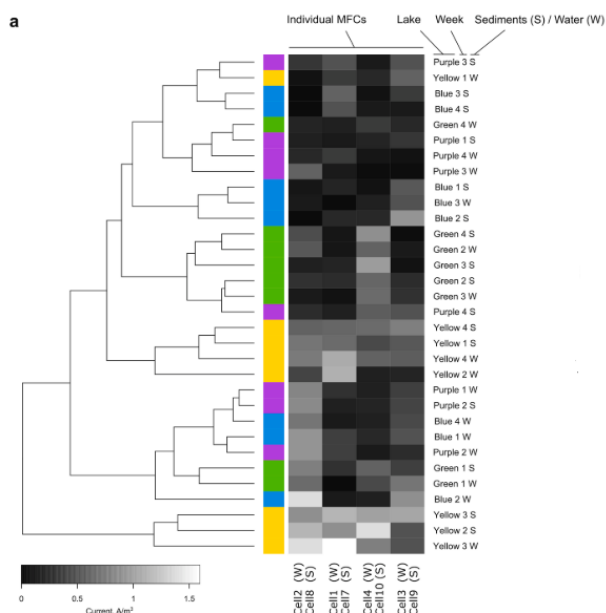 a
Individual MFCs Lake Week Sediments (S) / Water (W)
Purple 3 S
Yellow 1 W
Blue 3 S
Blue 4 S
Green 4 W
Purple 1 S
Purple 4 W
Purple 3 W
Blue 1 S
Blue 3 W
Blue 2 S
Green 4 S
Green 2 W
Green 3 S
Green 2 S
Green 3 W
Purple 4 S
Yellow 4 S
Yellow 1 S
Yellow 4 W
Yellow 2 W
Purple 1 W
Purple 2 S
Blue 4 W
Blue 1 W
Purple 2 W
Green 1 S
Green 1 W
Blue 2 W
Yellow 3 S
Yellow 2 S
Yellow 3 W
Cell2 (W)
Cell8 (S)
Cell1 (W)
Cell7 (S)
Cell4 (W)
Cell10 (S)
Cell3 (W)
Cell9 (S)
0 0.5 1 1.5
Current, A/m²